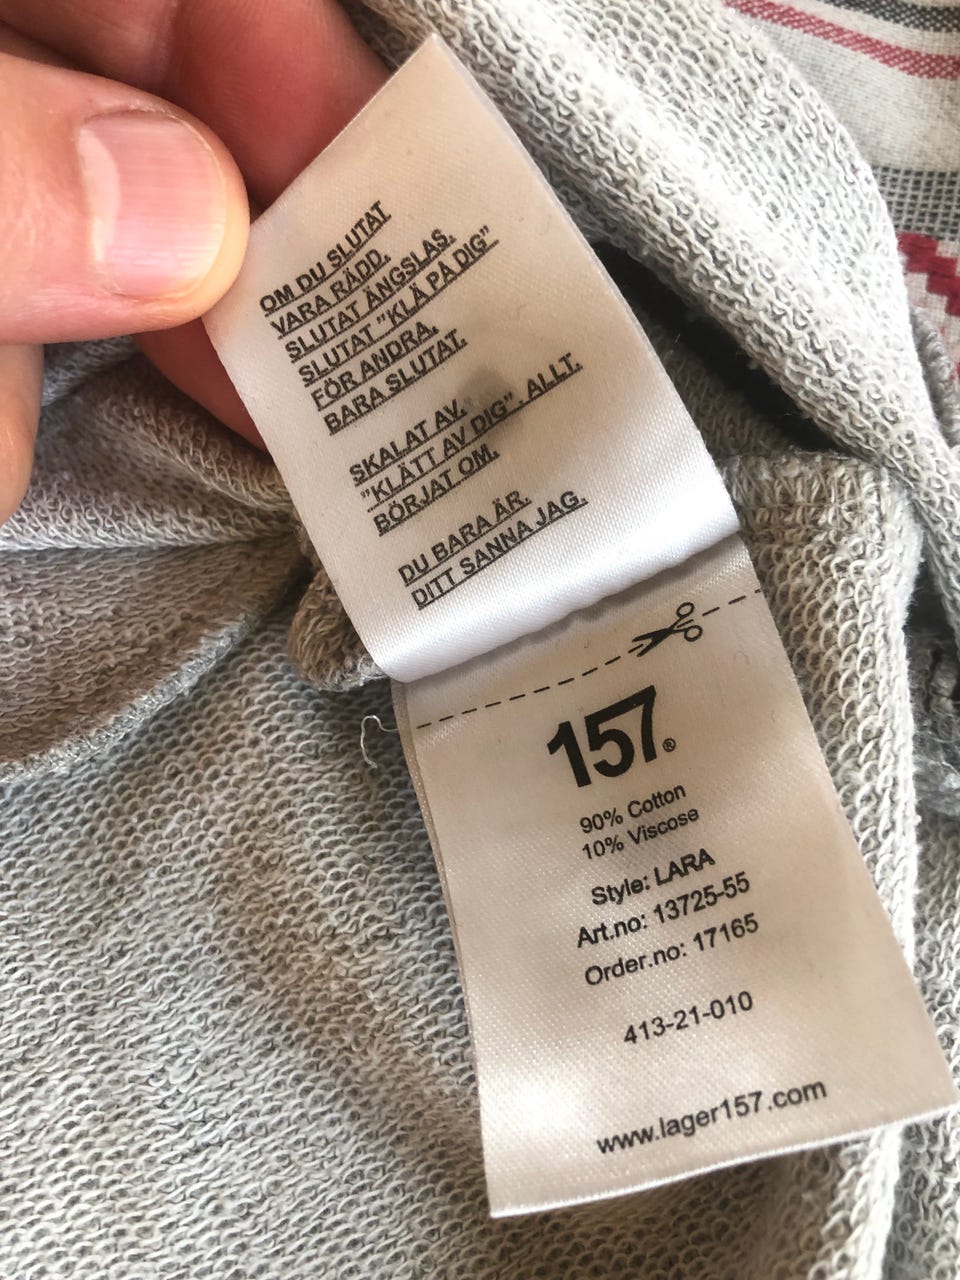 OM DU SLUTAT
VARA RÄDD.
SLUTAT ÄNGSLAS.
SLUTAT "KLÄ PÅ DIG"
FÖR ANDRA.
BARA SLUTAT.
SKALAT AV.
"KLÄTT AV DIG". ALLT.
BÖRJAT OM.
DU BARA ÄR.
DITT SANNA JAG.
157®
90% Cotton
10% Viscose
Style: LARA
Art.no: 13725-55
Order.no: 17165
413-21-010
www.lager157.com